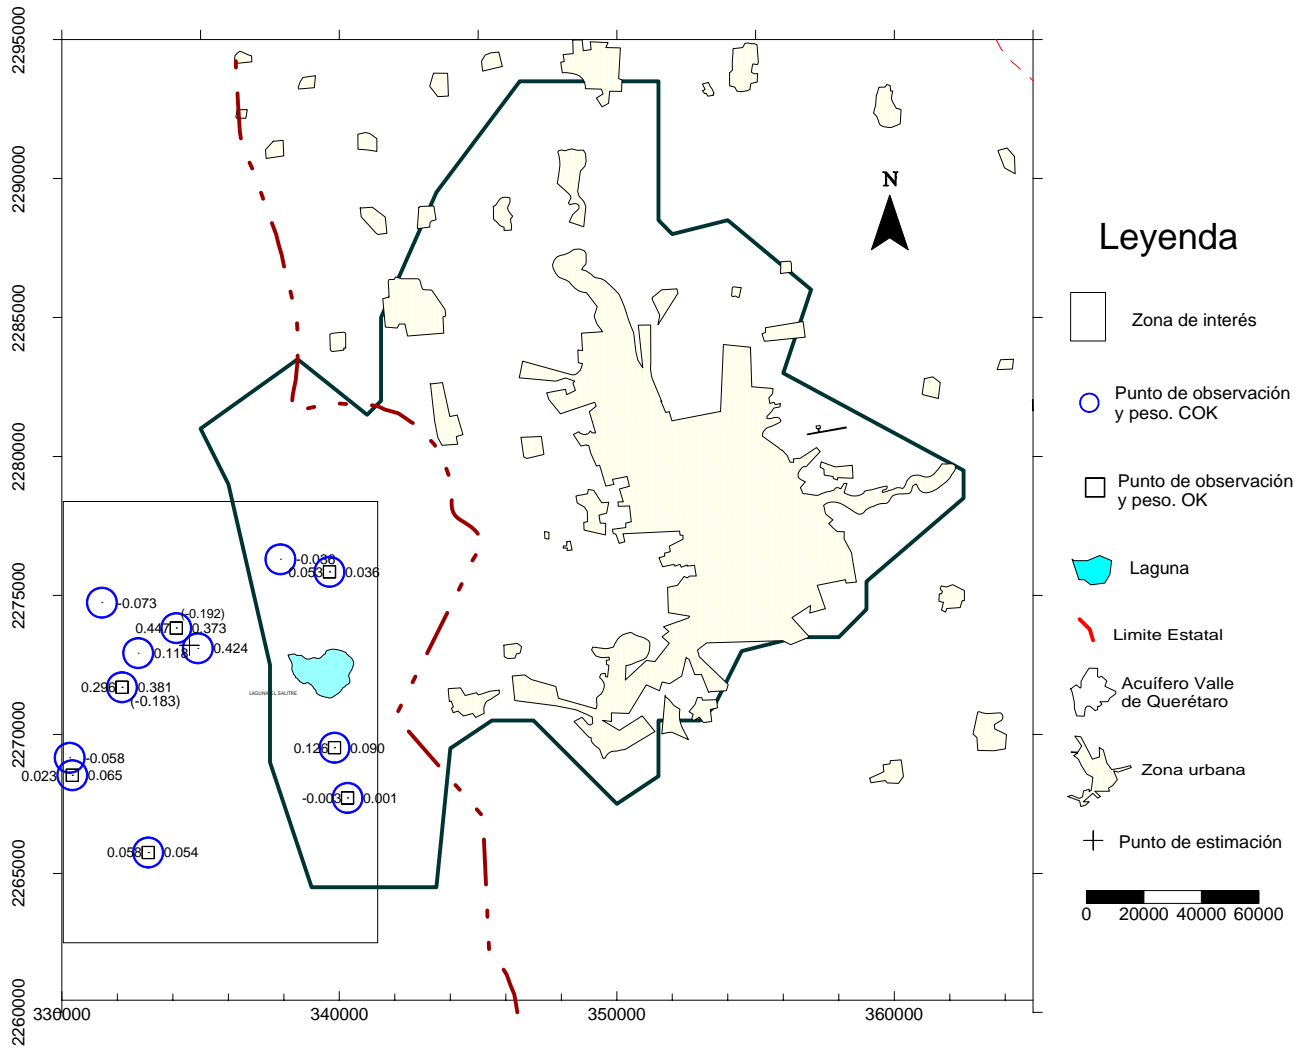 2295000
2290000
2285000
2280000
2275000
2270000
2265000
2260000
330000
340000
350000
360000
N
-0.036
0.053
0.036
-0.073
(-0.192)
0.447
0.373
0.118
0.424
0.296
0.381
(-0.183)
LAGUNA EL SALITRE
-0.058
0.023
0.065
0.126
0.090
-0.003
0.001
0.058
0.054
Leyenda
Zona de interés
Punto de observación
y peso. COK
Punto de observación
y peso. OK
Laguna
Limite Estatal
Acuífero Valle
de Querétaro
Zona urbana
Punto de estimación
0
20000
40000
60000